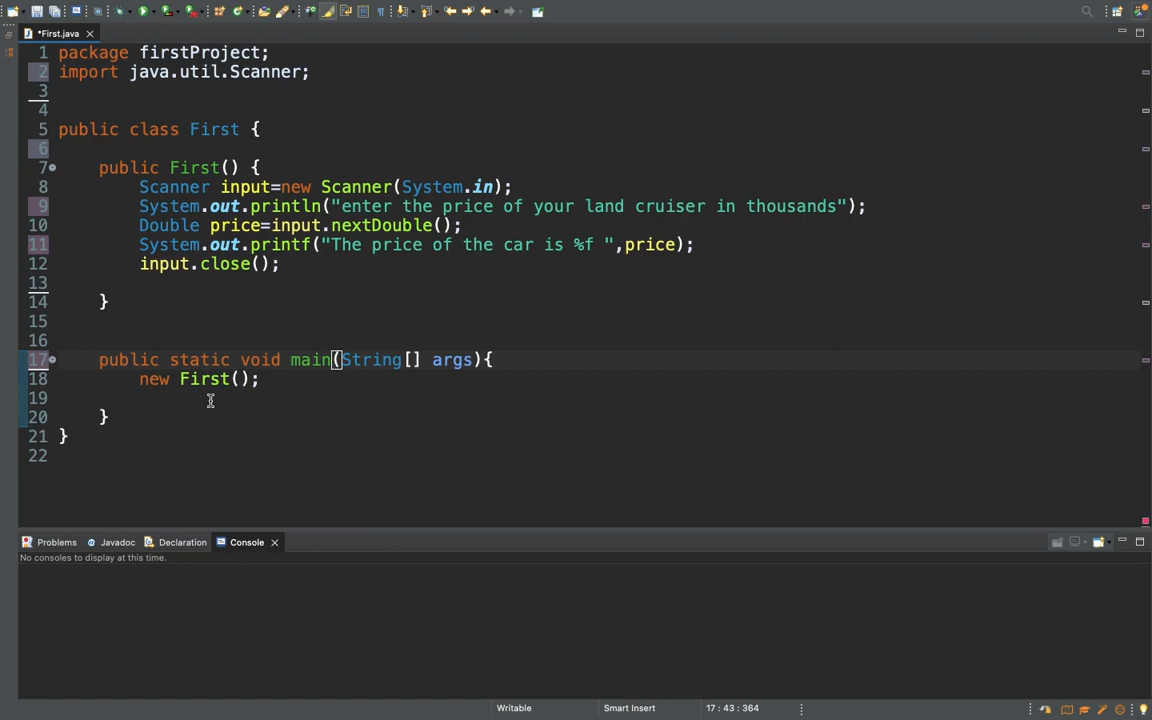 *First.java
1 package firstProject;
2 import java.util.Scanner;
3
4
5 public class First {
6
7 public First() {
8 Scanner input=new Scanner(System.in);
9 System.out.println("enter the price of your land cruiser in thousands");
10 Double price=input.nextDouble();
11 System.out.printf("The price of the car is %f ",price);
12 input.close();
13
14 }
15
16
17 public static void main(String[] args){
18 new First();
19
20 }
21 }
22
Problems Javadoc Declaration Console
No consoles to display at this time.
Writable Smart Insert 17 : 43 : 364